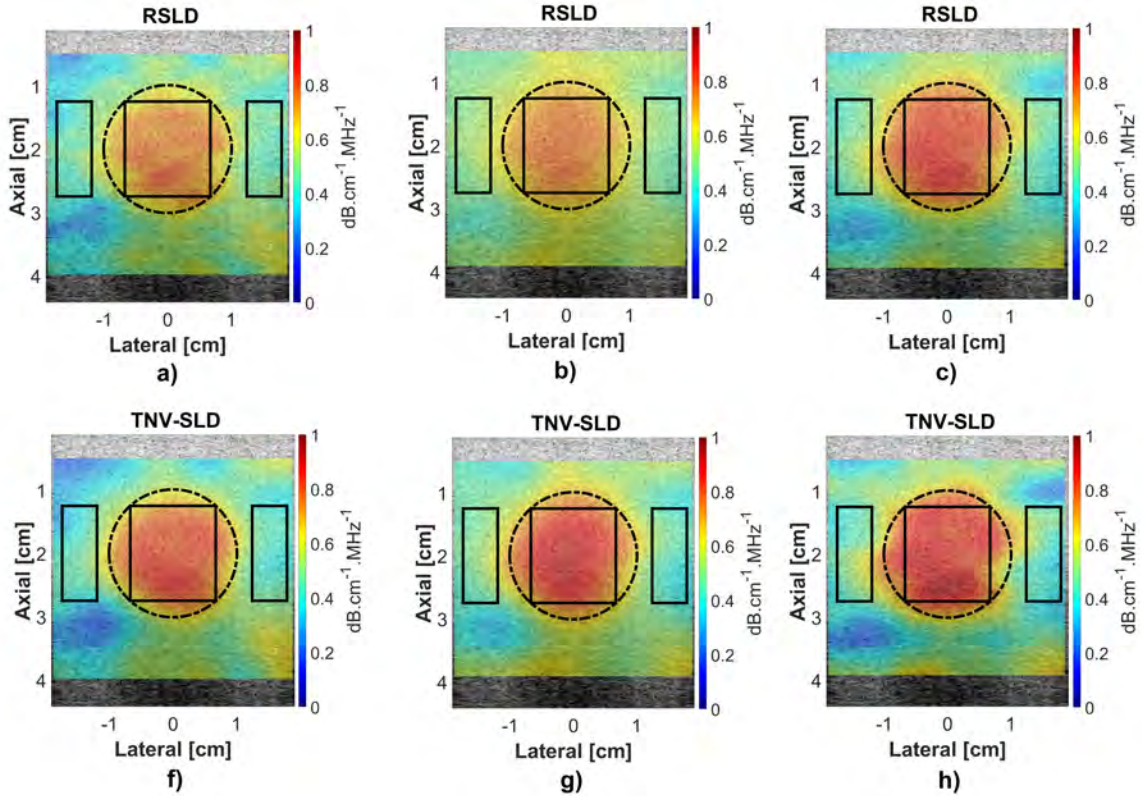 RSLD
RSLD
RSLD
1
2
3
4
Axial [cm]
-1 0 1
Lateral [cm]
1
0.8
0.6
0.4
0.2
0
dB.cm⁻¹.MHz⁻¹
a)
1
2
3
4
Axial [cm]
-1 0 1
Lateral [cm]
1
0.8
0.6
0.4
0.2
0
dB.cm⁻¹.MHz⁻¹
b)
1
2
3
4
Axial [cm]
-1 0 1
Lateral [cm]
1
0.8
0.6
0.4
0.2
0
dB.cm⁻¹.MHz⁻¹
c)
TNV-SLD
TNV-SLD
TNV-SLD
1
2
3
4
Axial [cm]
-1 0 1
Lateral [cm]
1
0.8
0.6
0.4
0.2
0
dB.cm⁻¹.MHz⁻¹
f)
1
2
3
4
Axial [cm]
-1 0 1
Lateral [cm]
1
0.8
0.6
0.4
0.2
0
dB.cm⁻¹.MHz⁻¹
g)
1
2
3
4
Axial [cm]
-1 0 1
Lateral [cm]
1
0.8
0.6
0.4
0.2
0
dB.cm⁻¹.MHz⁻¹
h)